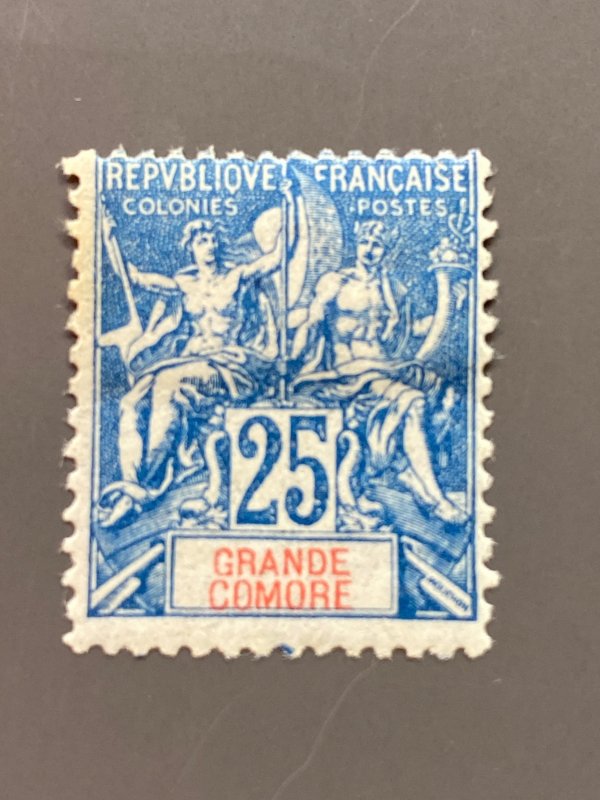 REPVBLIQVE FRANÇAISE
COLONIES POSTES
25
GRANDE
COMORE